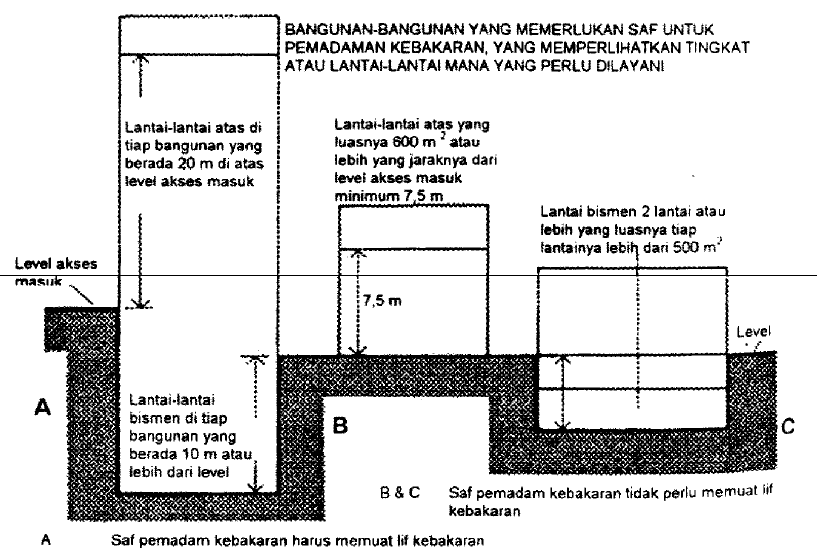 BANGUNAN-BANGUNAN YANG MEMERLUKAN SAF UNTUK
PEMADAMAN KEBAKARAN, YANG MEMPERLIHATKAN TINGKAT
ATAU LANTAI-LANTAI MANA YANG PERLU DILAYANI
Lantai-lantai atas di
tiap bangunan yang
berada 20 m di atas
level akses masuk
Lantai-lantai atas yang
luasnya 600 m² atau
lebih yang jaraknya dari
level akses masuk
minimum 7,5 m
Lantai bismen 2 lantai atau
lebih yang luasnya tiap
lantainya lebih dari 500 m²
Level akses
masuk
7,5 m
Level
A
Lantai-lantai
bismen di tiap
bangunan yang
berada 10 m atau
lebih dari level
B
C
B & C Saf pemadam kebakaran tidak perlu memuat lif
kebakaran
A Saf pemadam kebakaran harus memuat lif kebakaran